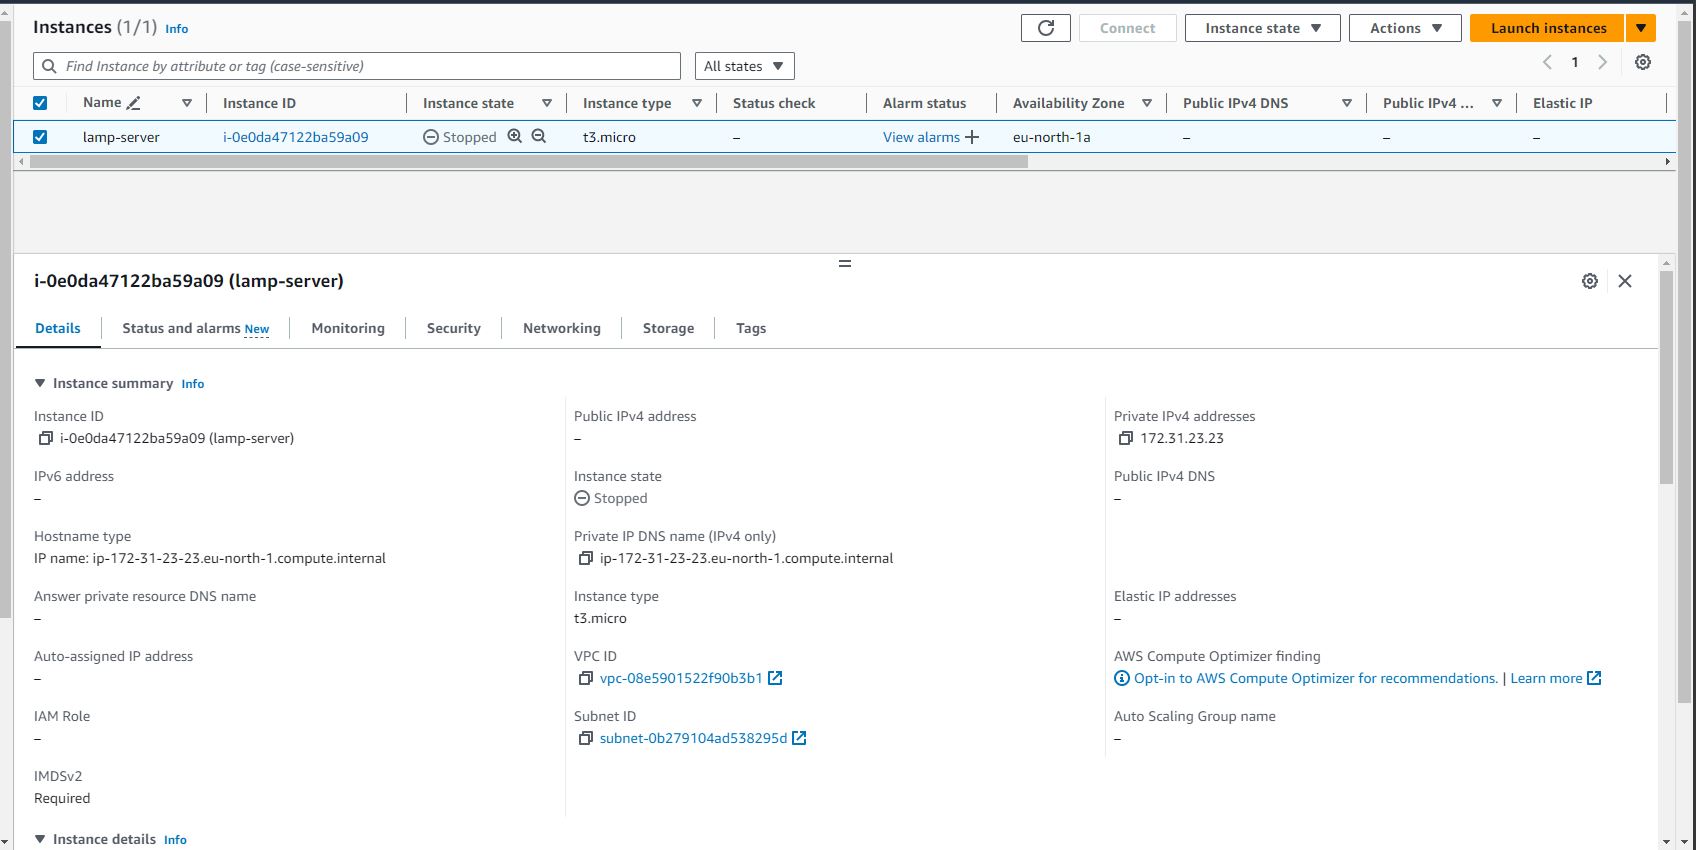 Instances (1/1) Info
Connect Instance state Actions Launch instances
Find Instance by attribute or tag (case-sensitive) All states 1
Name Instance ID Instance state Instance type Status check Alarm status Availability Zone Public IPv4 DNS Public IPv4 ... Elastic IP
lamp-server i-0e0da47122ba59a09 Stopped t3.micro – View alarms + eu-north-1a – – –
i-0e0da47122ba59a09 (lamp-server)
Details Status and alarms New Monitoring Security Networking Storage Tags
Instance summary Info
Instance ID Public IPv4 address Private IPv4 addresses
i-0e0da47122ba59a09 (lamp-server) – 172.31.23.23
IPv6 address Instance state Public IPv4 DNS
– Stopped –
Hostname type Private IP DNS name (IPv4 only)
IP name: ip-172-31-23-23.eu-north-1.compute.internal ip-172-31-23-23.eu-north-1.compute.internal
Answer private resource DNS name Instance type Elastic IP addresses
– t3.micro –
Auto-assigned IP address VPC ID AWS Compute Optimizer finding
– vpc-08e5901522f90b3b1 Opt-in to AWS Compute Optimizer for recommendations. | Learn more
IAM Role Subnet ID Auto Scaling Group name
– subnet-0b279104ad538295d –
IMDSv2
Required
Instance details Info